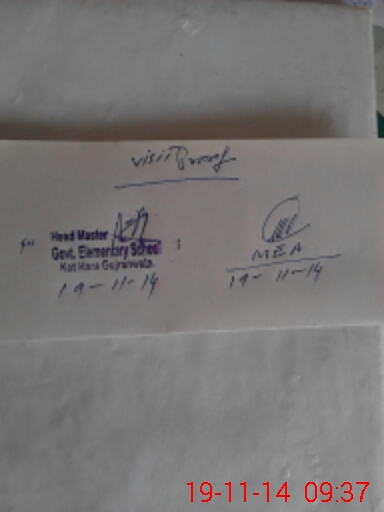 Visit Proof
for Head Master
Govt. Elementary School
Kot Hara Gujranwala
19-11-14
MEA
19-11-14
19-11-14 09:37